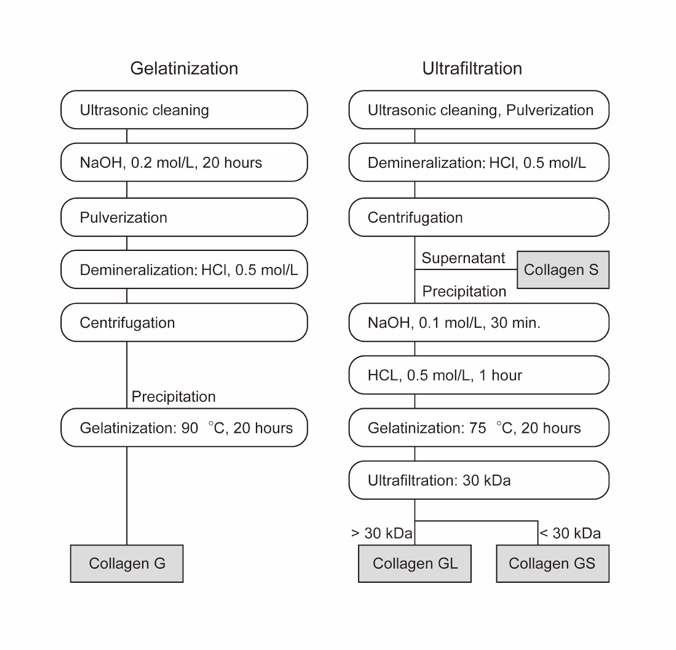 Gelatinization
Ultrasonic cleaning
NaOH, 0.2 mol/L, 20 hours
Pulverization
Demineralization: HCl, 0.5 mol/L
Centrifugation
Precipitation
Gelatinization: 90 °C, 20 hours
Collagen G
Ultrafiltration
Ultrasonic cleaning, Pulverization
Demineralization: HCl, 0.5 mol/L
Centrifugation
Supernatant
Collagen S
Precipitation
NaOH, 0.1 mol/L, 30 min.
HCL, 0.5 mol/L, 1 hour
Gelatinization: 75 °C, 20 hours
Ultrafiltration: 30 kDa
> 30 kDa
< 30 kDa
Collagen GL
Collagen GS